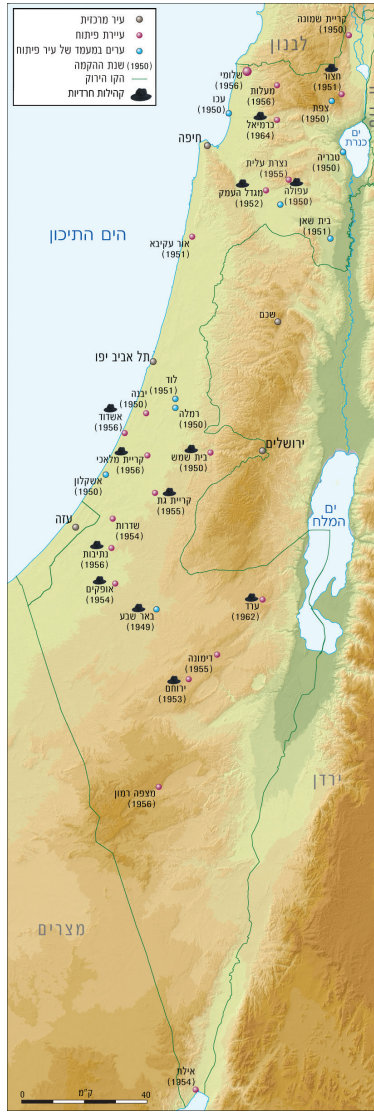 עיר מרכזית
עיירת פיתוח
ערים במעמד של עיר פיתוח
(1950) שנת ההקמה
הקו הירוק
קהילות חרדיות
קריית שמונה
(1950)
לבנון
שלומי
(1956)
מעלות
(1956)
חצור
(1951)
עכו
(1950)
צפת
(1950)
כרמיאל
(1964)
חיפה
ים
כנרת
טבריה
(1950)
נצרת עלית
(1955)
מגדל העמק
(1952)
עפולה
(1950)
בית שאן
(1951)
הים התיכון
אור עקיבא
(1951)
שכם
תל אביב יפו
לוד
(1951)
יבנה
(1950)
רמלה
(1950)
אשדוד
(1956)
ירושלים
קריית מלאכי
(1956)
בית שמש
(1950)
אשקלון
(1950)
קריית גת
(1955)
ים
המלח
עזה
שדרות
(1954)
נתיבות
(1956)
אופקים
(1954)
באר שבע
(1949)
ערד
(1962)
דימונה
(1955)
ירוחם
(1953)
ירדן
מצפה רמון
(1956)
מצרים
אילת
(1954)
0 ק"מ 40